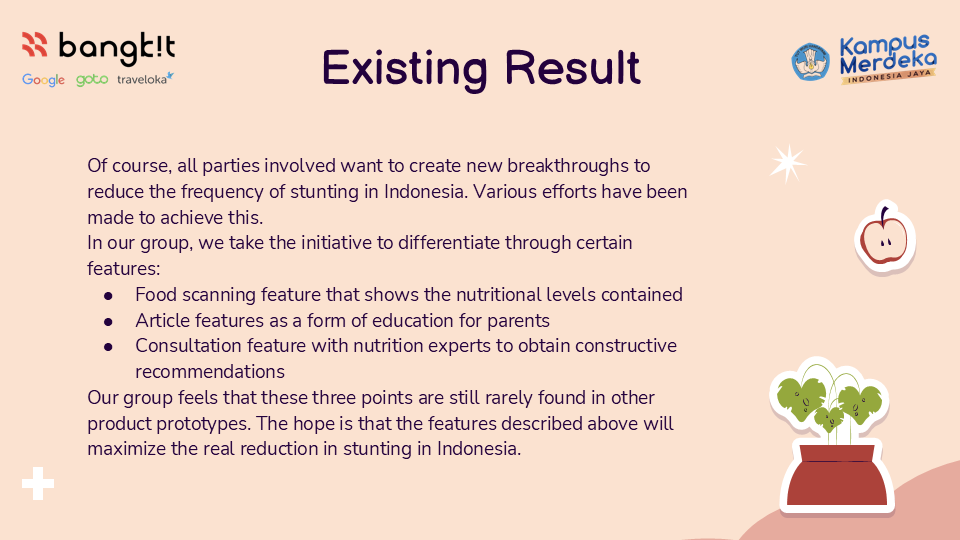 bangk!t
Google goto traveloka
Existing Result
Kampus
Merdeka
INDONESIA JAYA
Of course, all parties involved want to create new breakthroughs to
reduce the frequency of stunting in Indonesia. Various efforts have been
made to achieve this.
In our group, we take the initiative to differentiate through certain
features:
● Food scanning feature that shows the nutritional levels contained
● Article features as a form of education for parents
● Consultation feature with nutrition experts to obtain constructive
recommendations
Our group feels that these three points are still rarely found in other
product prototypes. The hope is that the features described above will
maximize the real reduction in stunting in Indonesia.